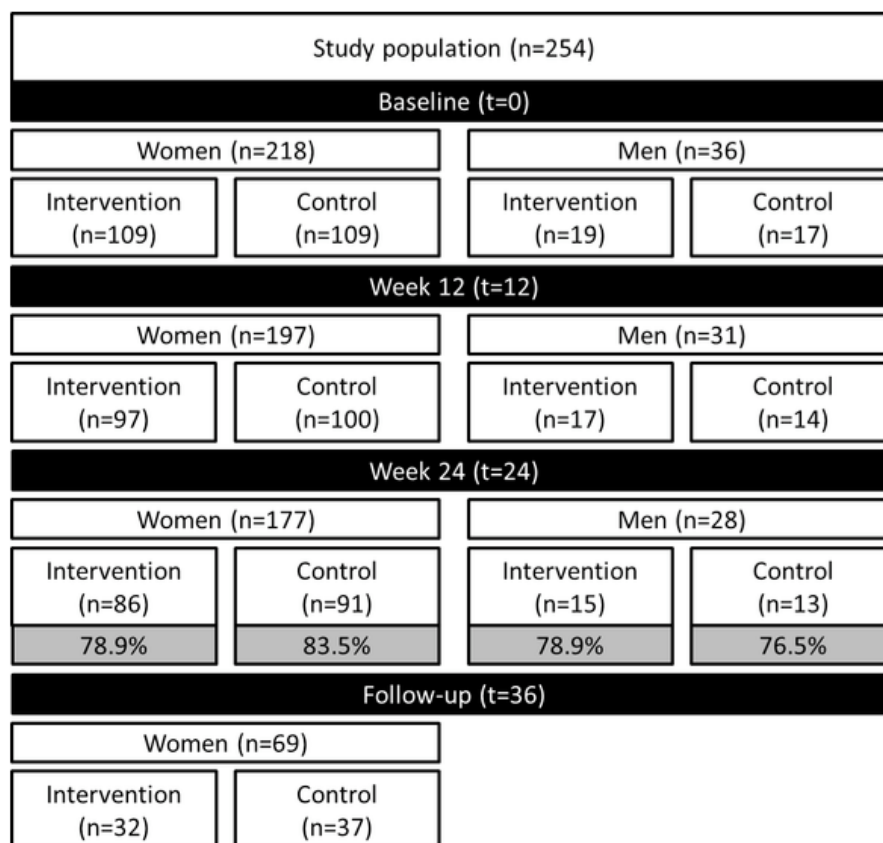 Study population (n=254)
Baseline (t=0)
Women (n=218)
Men (n=36)
Intervention
(n=109)
Control
(n=109)
Intervention
(n=19)
Control
(n=17)
Week 12 (t=12)
Women (n=197)
Men (n=31)
Intervention
(n=97)
Control
(n=100)
Intervention
(n=17)
Control
(n=14)
Week 24 (t=24)
Women (n=177)
Men (n=28)
Intervention
(n=86)
78.9%
Control
(n=91)
83.5%
Intervention
(n=15)
78.9%
Control
(n=13)
76.5%
Follow-up (t=36)
Women (n=69)
Intervention
(n=32)
Control
(n=37)